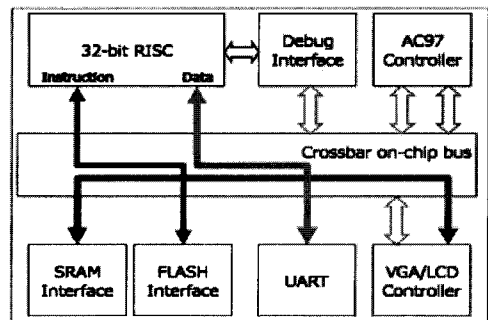 32-bit RISC
Instruction
Data
Debug
Interface
AC97
Controller
Crossbar on-chip bus
SRAM
Interface
FLASH
Interface
UART
VGA/LCD
Controller